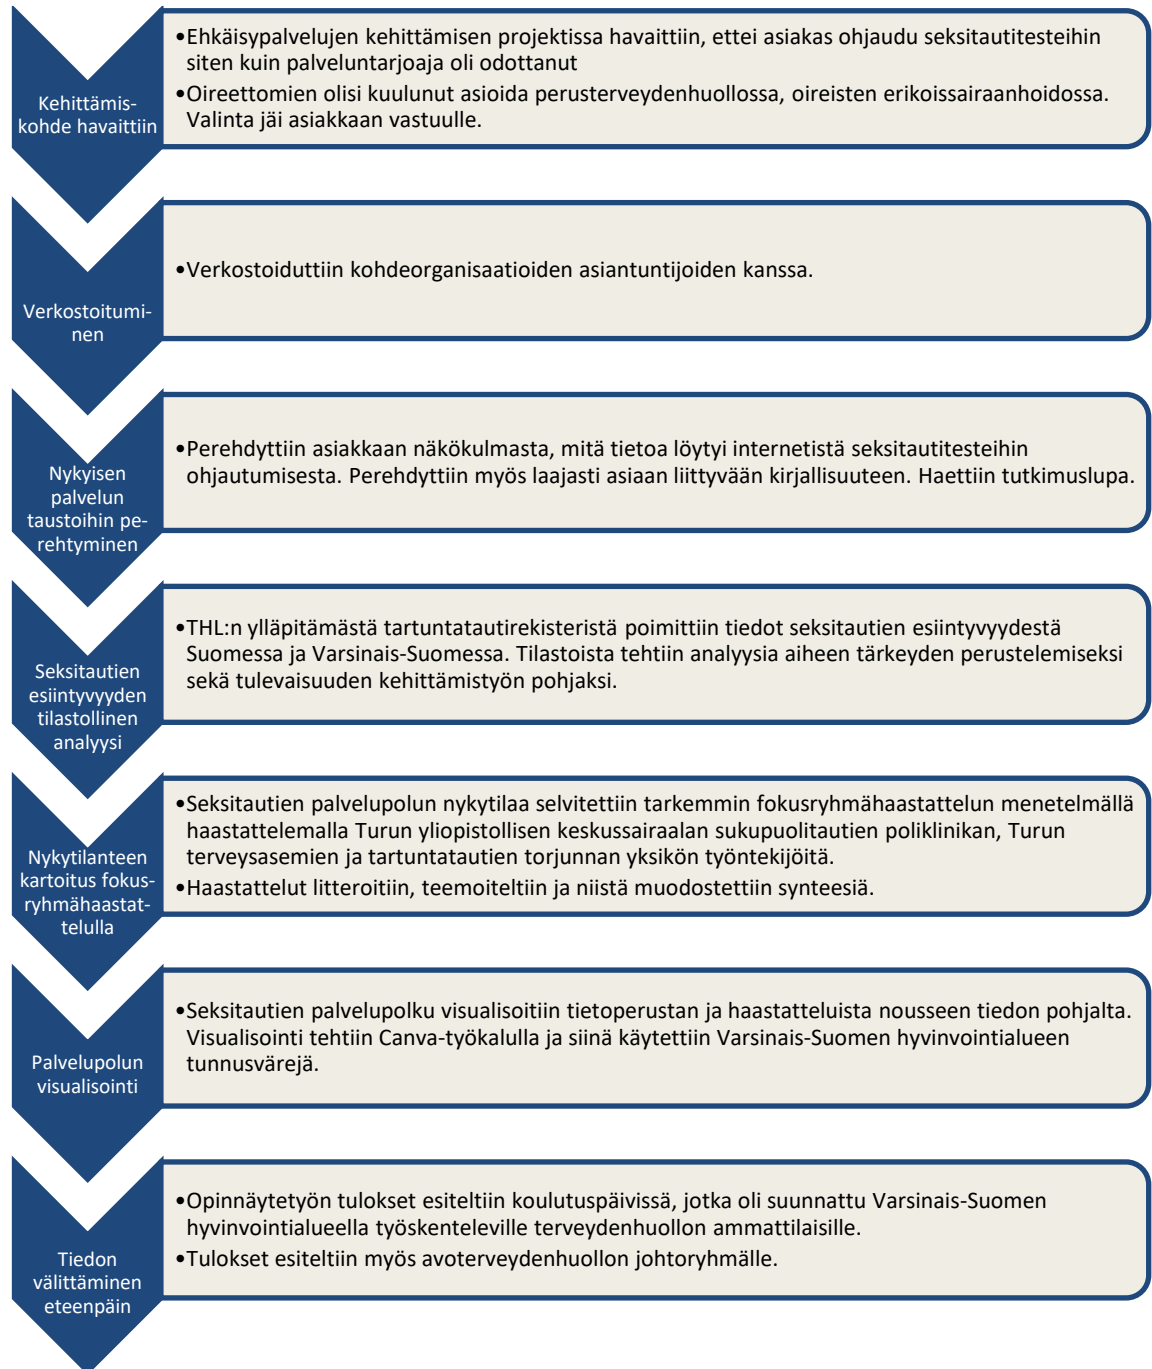 Kehittämis-
kohde havaittiin
•Ehkäisypalvelujen kehittämisen projektissa havaittiin, ettei asiakas ohjaudu seksitautitesteihin
siten kuin palveluntarjoaja oli odottanut
•Oireettomien olisi kuulunut asioida perusterveydenhuollossa, oireisten erikoissairaanhoidossa.
Valinta jäi asiakkaan vastuulle.
Verkostoitumi-
nen
•Verkostoiduttiin kohdeorganisaatioiden asiantuntijoiden kanssa.
Nykyisen
palvelun
taustoihin pe-
rehtyminen
•Perehdyttiin asiakkaan näkökulmasta, mitä tietoa löytyi internetistä seksitautitesteihin
ohjautumisesta. Perehdyttiin myös laajasti asiaan liittyvään kirjallisuuteen. Haettiin tutkimuslupa.
Seksitautien
esiintyvyyden
tilastollinen
analyysi
•THL:n ylläpitämästä tartuntatautirekisteristä poimittiin tiedot seksitautien esiintyvyydestä
Suomessa ja Varsinais-Suomessa. Tilastoista tehtiin analyysia aiheen tärkeyden perustelemiseksi
sekä tulevaisuuden kehittämistyön pohjaksi.
Nykytilanteen
kartoitus fokus-
ryhmähaastat-
telulla
•Seksitautien palvelupolun nykytilaa selvitettiin tarkemmin fokusryhmähaastattelun menetelmällä
haastattelemalla Turun yliopistollisen keskussairaalan sukupuolitautien poliklinikan, Turun
terveysasemien ja tartuntatautien torjunnan yksikön työntekijöitä.
•Haastattelut litteroitiin, teemoiteltiin ja niistä muodostettiin synteesiä.
Palvelupolun
visualisointi
•Seksitautien palvelupolku visualisoitiin tietoperustan ja haastatteluista nousseen tiedon pohjalta.
Visualisointi tehtiin Canva-työkalulla ja siinä käytettiin Varsinais-Suomen hyvinvointialueen
tunnusvärejä.
Tiedon
välittäminen
eteenpäin
•Opinnäytetyön tulokset esiteltiin koulutuspäivissä, jotka oli suunnattu Varsinais-Suomen
hyvinvointialueella työskenteleville terveydenhuollon ammattilaisille.
•Tulokset esiteltiin myös avoterveydenhuollon johtoryhmälle.